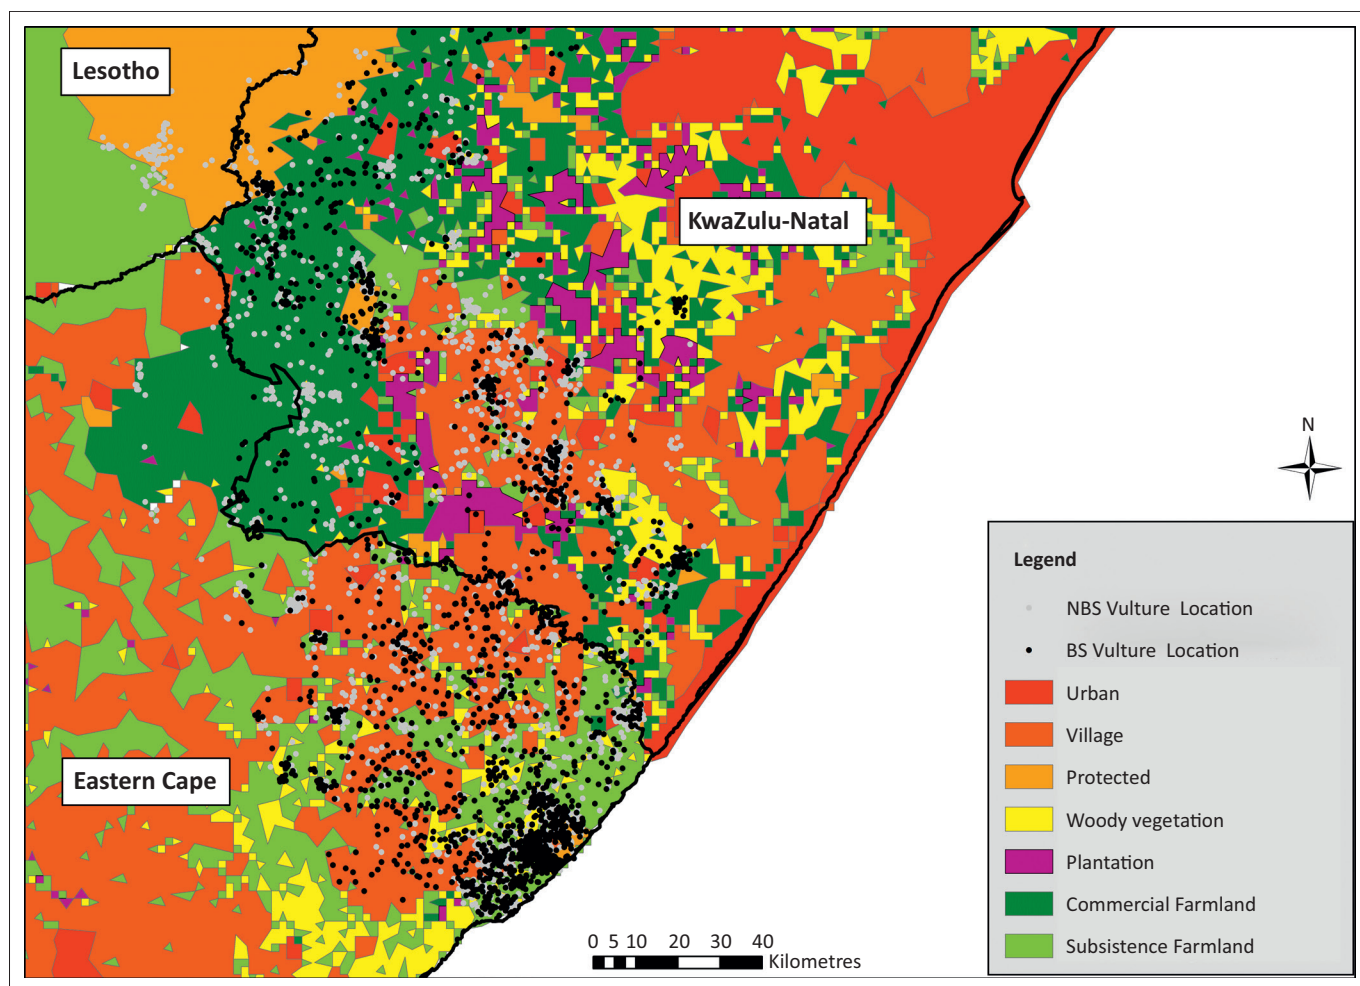 Lesotho
KwaZulu-Natal
Eastern Cape
N
Legend
NBS Vulture Location
BS Vulture Location
Urban
Village
Protected
Woody vegetation
Plantation
Commercial Farmland
Subsistence Farmland
0 5 10 20 30 40
Kilometres